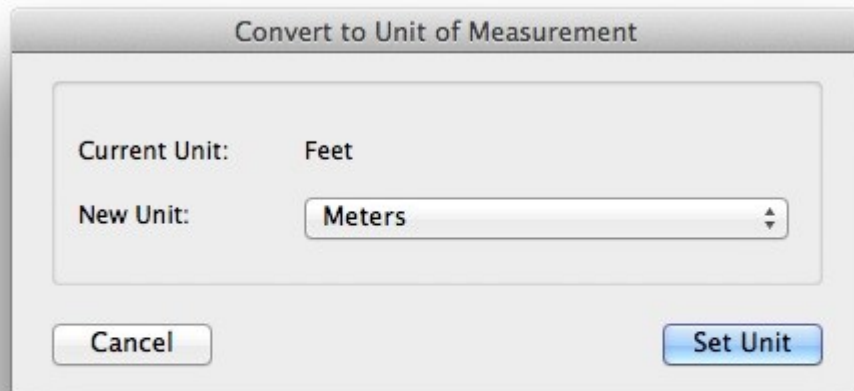 Convert to Unit of Measurement
Current Unit: Feet
New Unit: Meters
Cancel Set Unit